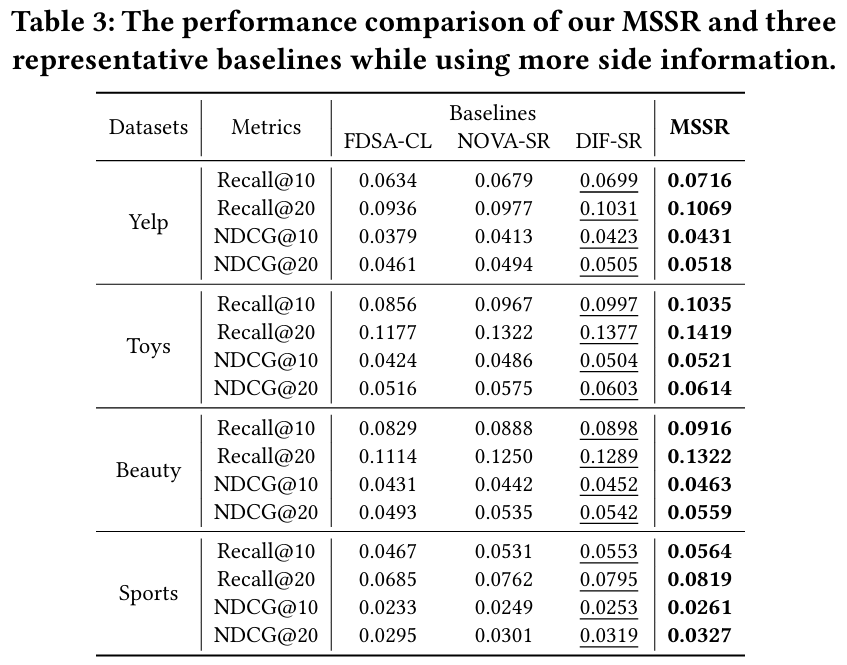 Table 3: The performance comparison of our MSSR and three
representative baselines while using more side information.
Datasets Metrics Baselines MSSR
FDSA-CL NOVA-SR DIF-SR
Yelp
Recall@10 0.0634 0.0679 0.0699 0.0716
Recall@20 0.0936 0.0977 0.1031 0.1069
NDCG@10 0.0379 0.0413 0.0423 0.0431
NDCG@20 0.0461 0.0494 0.0505 0.0518
Toys
Recall@10 0.0856 0.0967 0.0997 0.1035
Recall@20 0.1177 0.1322 0.1377 0.1419
NDCG@10 0.0424 0.0486 0.0504 0.0521
NDCG@20 0.0516 0.0575 0.0603 0.0614
Beauty
Recall@10 0.0829 0.0888 0.0898 0.0916
Recall@20 0.1114 0.1250 0.1289 0.1322
NDCG@10 0.0431 0.0442 0.0452 0.0463
NDCG@20 0.0493 0.0535 0.0542 0.0559
Sports
Recall@10 0.0467 0.0531 0.0553 0.0564
Recall@20 0.0685 0.0762 0.0795 0.0819
NDCG@10 0.0233 0.0249 0.0253 0.0261
NDCG@20 0.0295 0.0301 0.0319 0.0327